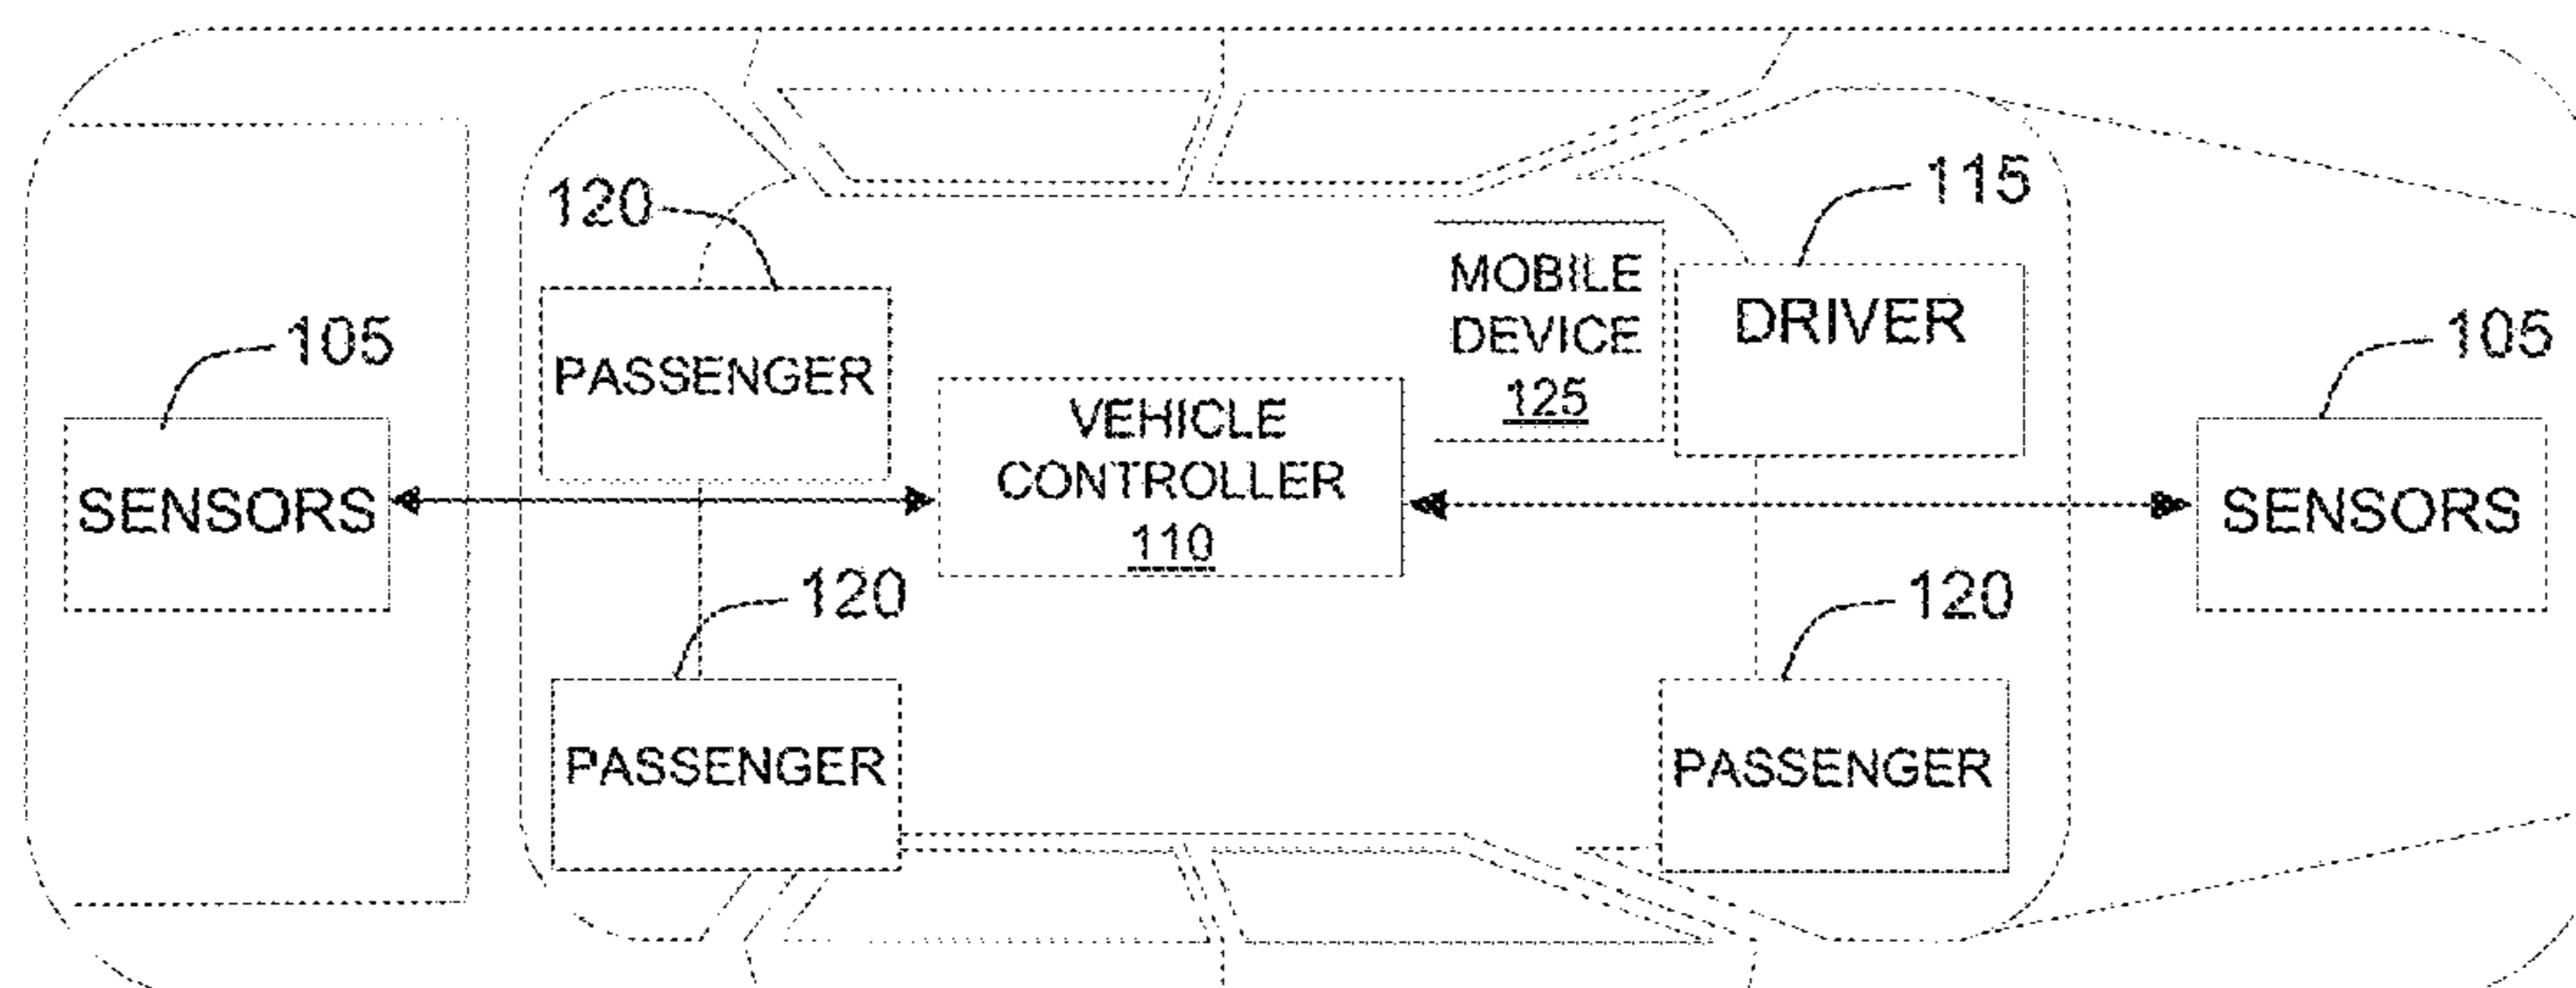 120
115
105
105
PASSENGER
MOBILE
DEVICE
125
DRIVER
VEHICLE
CONTROLLER
110
SENSORS
SENSORS
120
120
PASSENGER
PASSENGER